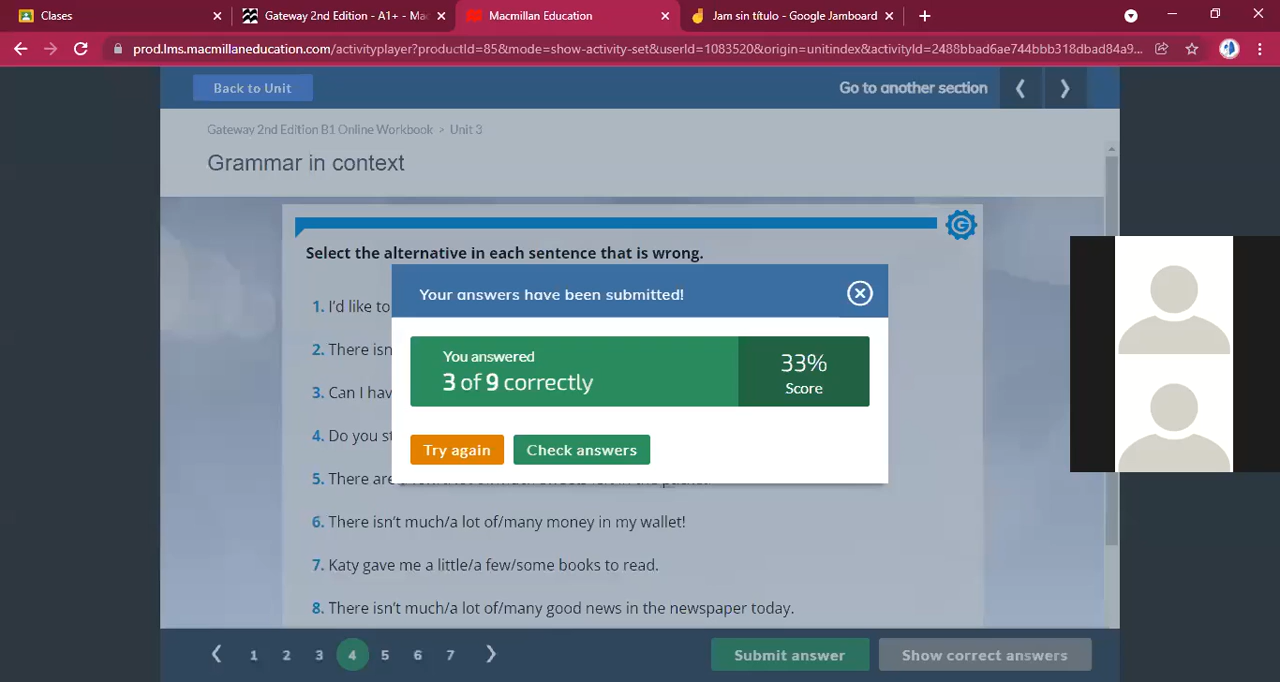 Clases
Gateway 2nd Edition - A1+ - Ma
Macmillan Education
Jam sin título - Google Jamboard
prod.lms.macmillaneducation.com/activityplayer?productId=85&mode=show-activity-set&userId=1083520&origin=unitindex&activityId=2488bbad6ae744bbb318dbad84a9...
Back to Unit
Go to another section
Gateway 2nd Edition B1 Online Workbook > Unit 3
Grammar in context
Select the alternative in each sentence that is wrong.
Your answers have been submitted!
You answered
3 of 9 correctly
33%
Score
Try again
Check answers
1. I'd like to
2. There isn
3. Can I hav
4. Do you st
5. There are
6. There isn't much/a lot of/many money in my wallet!
7. Katy gave me a little/a few/some books to read.
8. There isn't much/a lot of/many good news in the newspaper today.
1 2 3 4 5 6 7
Submit answer
Show correct answers